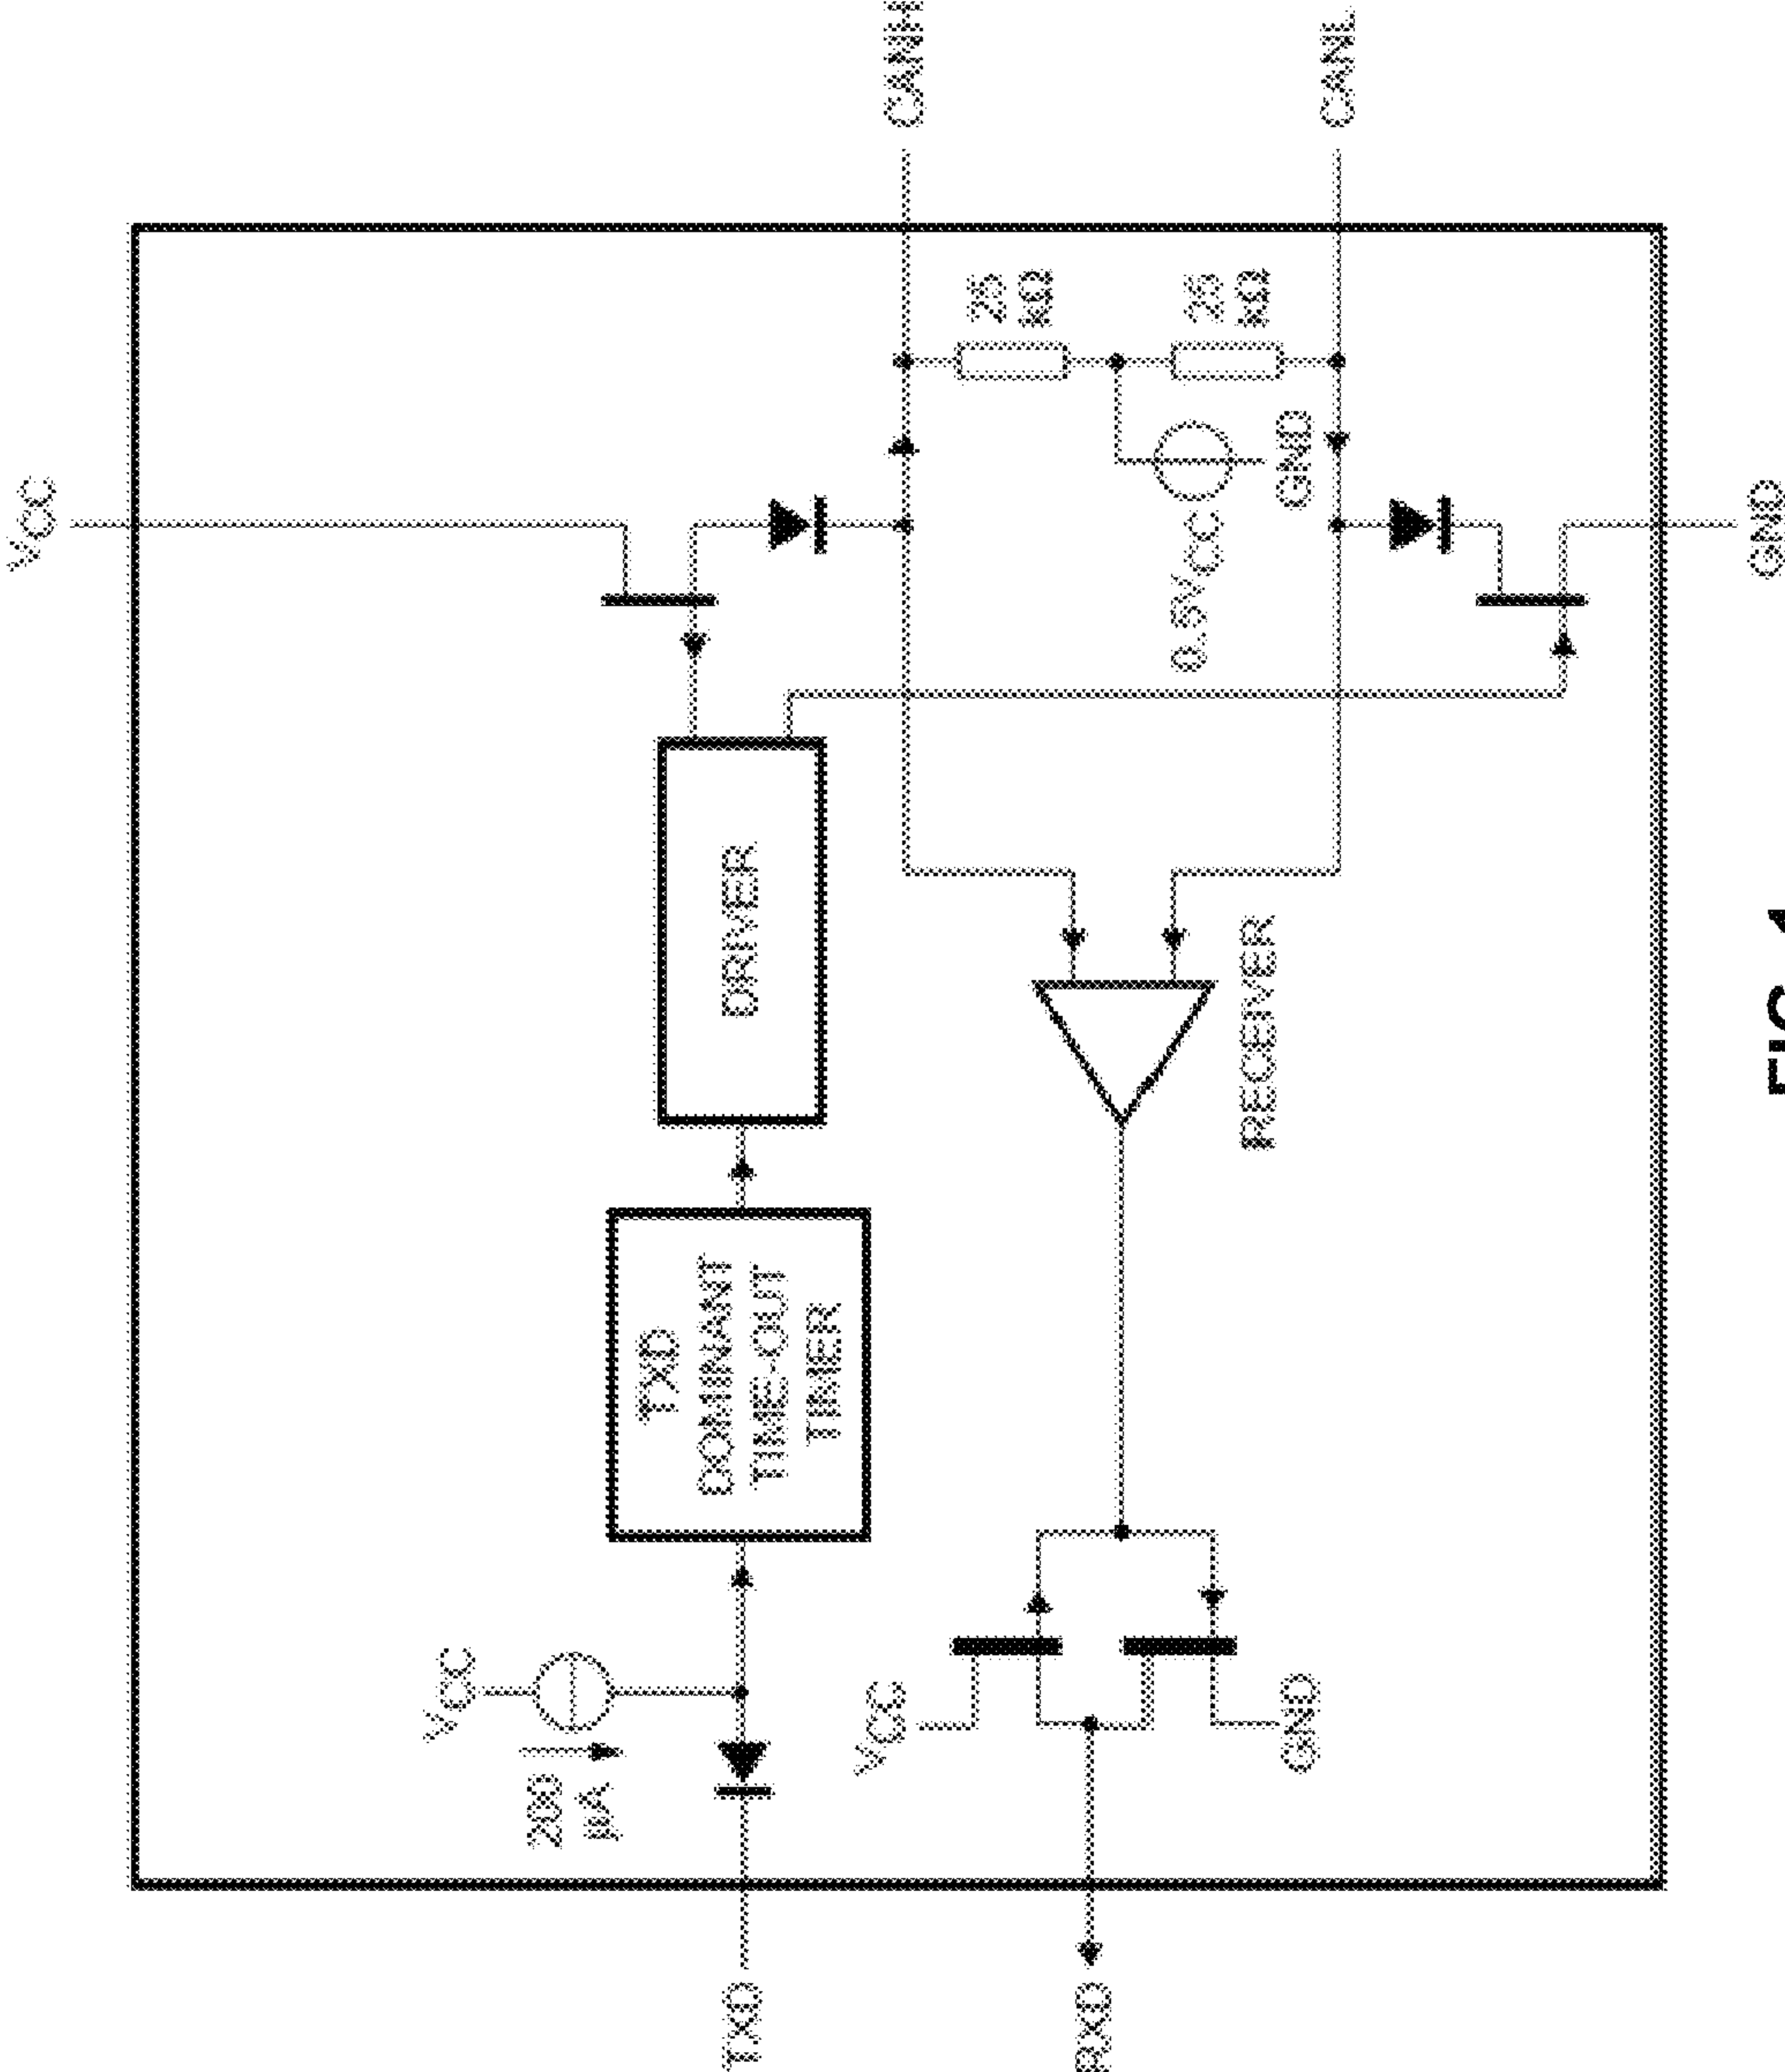 VCC
CANH
CANL
25
kΩ
25
kΩ
GND
0.5VCC
GND
DRIVER
RECEIVER
TXD
DOMINANT
TIME-OUT
TIMER
VCC
200
µA
VCC
GND
TXD
RXD